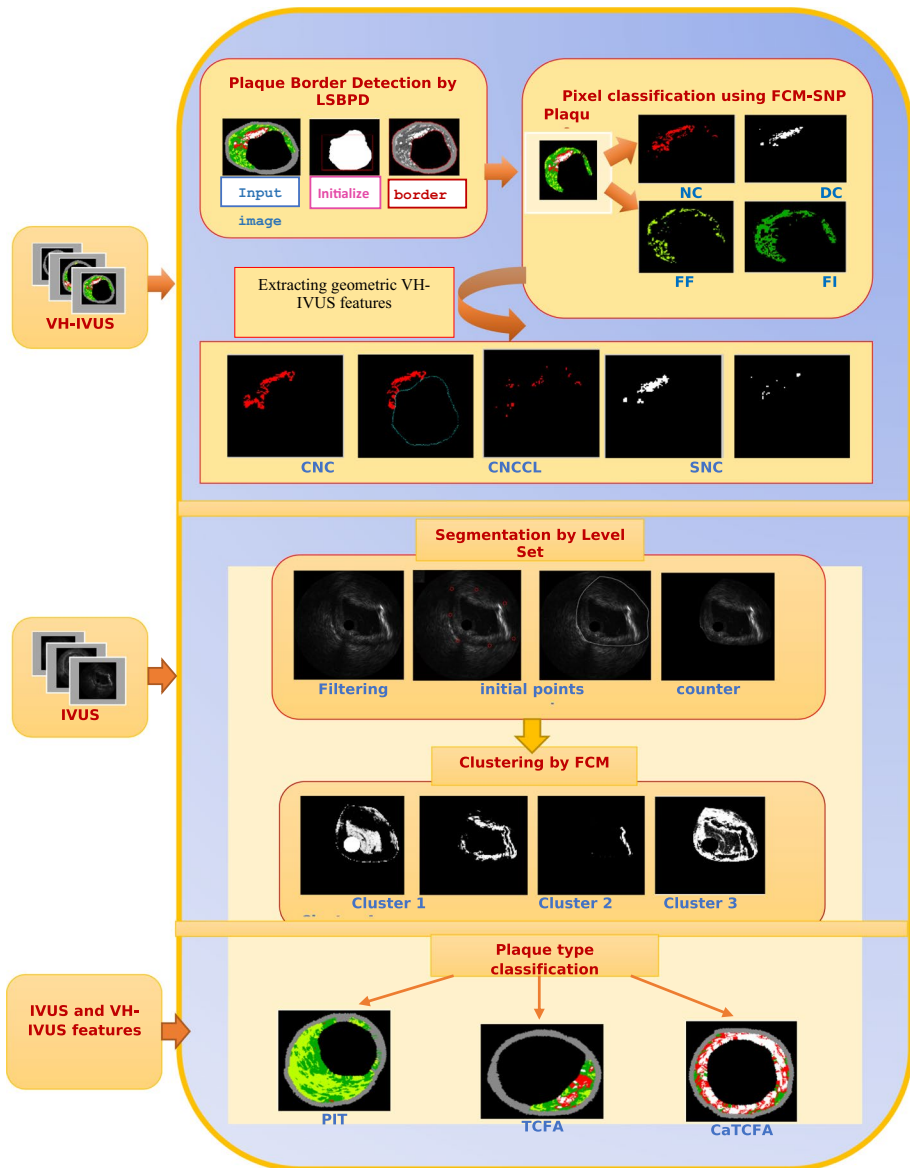 Plaque Border Detection by
LSBPD
Input
image
Initialize
border
Pixel classification using FCM-SNP
Plaqu
NC
DC
FF
FI
VH-IVUS
Extracting geometric VH-
IVUS features
CNC
CNCCL
SNC
Segmentation by Level
Set
Filtering
initial points
counter
IVUS
Clustering by FCM
Cluster 1
Cluster 2
Cluster 3
Plaque type
classification
IVUS and VH-
IVUS features
PIT
TCFA
CaTCFA